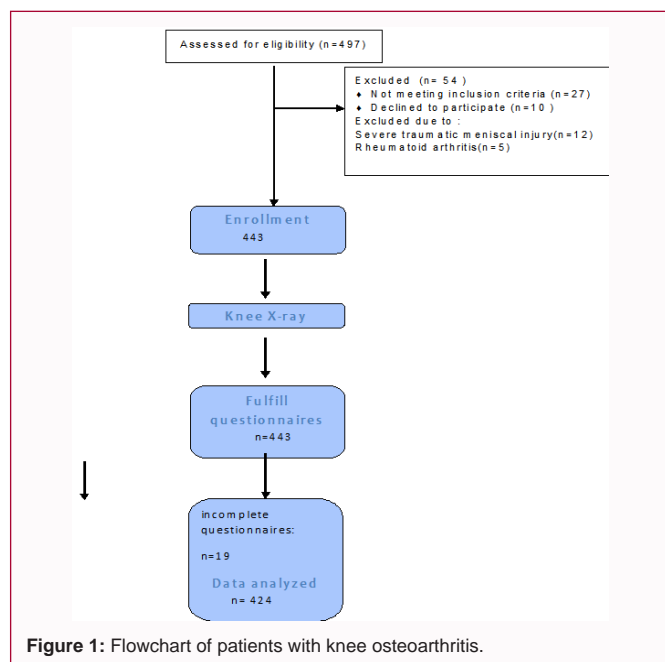 Assessed for eligibility (n=497)
Excluded (n= 54 )
♦ Not meeting inclusion criteria (n=27)
♦ Declined to participate (n=10 )
Excluded due to :
Severe traumatic meniscal injury(n=12)
Rheumatoid arthritis(n=5)
Enrollment
443
Knee X-ray
Fulfill
questionnaires
n=443
incomplete
questionnaires:
n=19
Data analyzed
n= 424
Figure 1: Flowchart of patients with knee osteoarthritis.